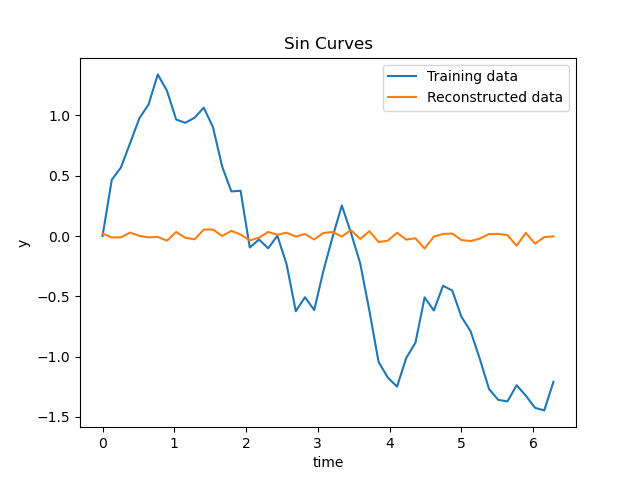 Sin Curves
Training data
Reconstructed data
1.0
0.5
0.0
−0.5
−1.0
−1.5
y
0 1 2 3 4 5 6
time